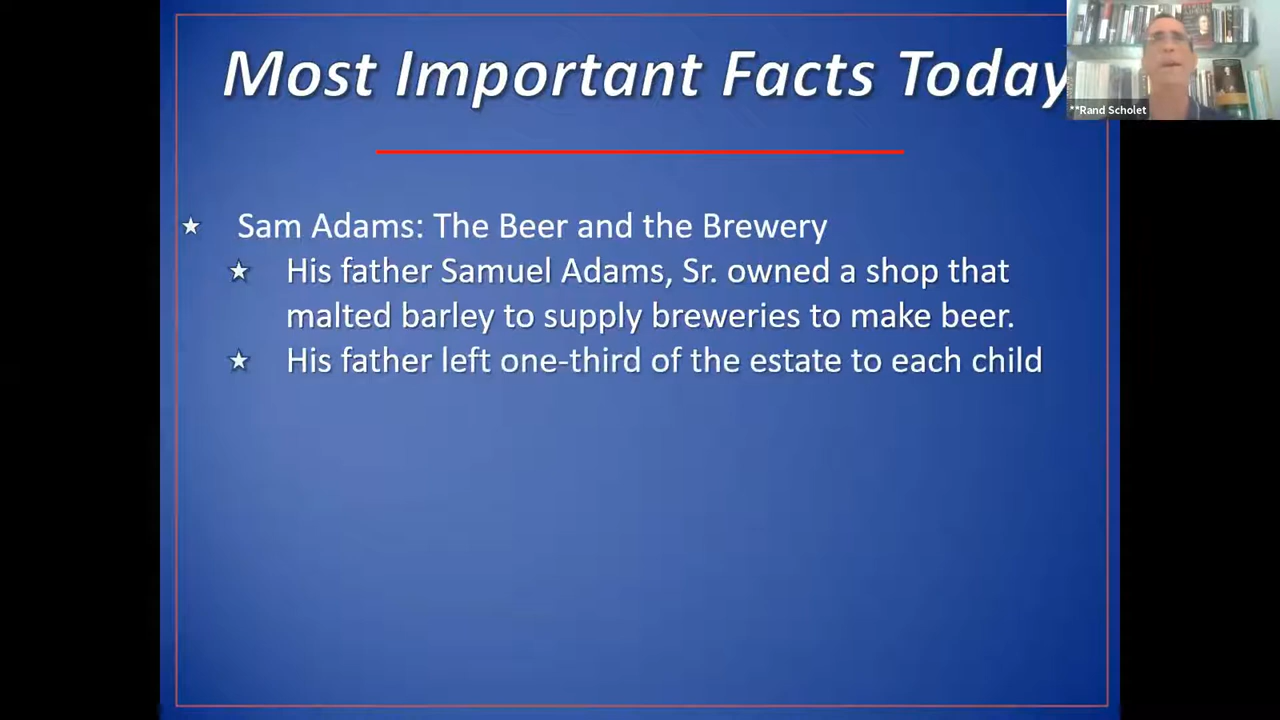 Most Important Facts Today
**Rand Scholet
Sam Adams: The Beer and the Brewery
His father Samuel Adams, Sr. owned a shop that
malted barley to supply breweries to make beer.
His father left one-third of the estate to each child